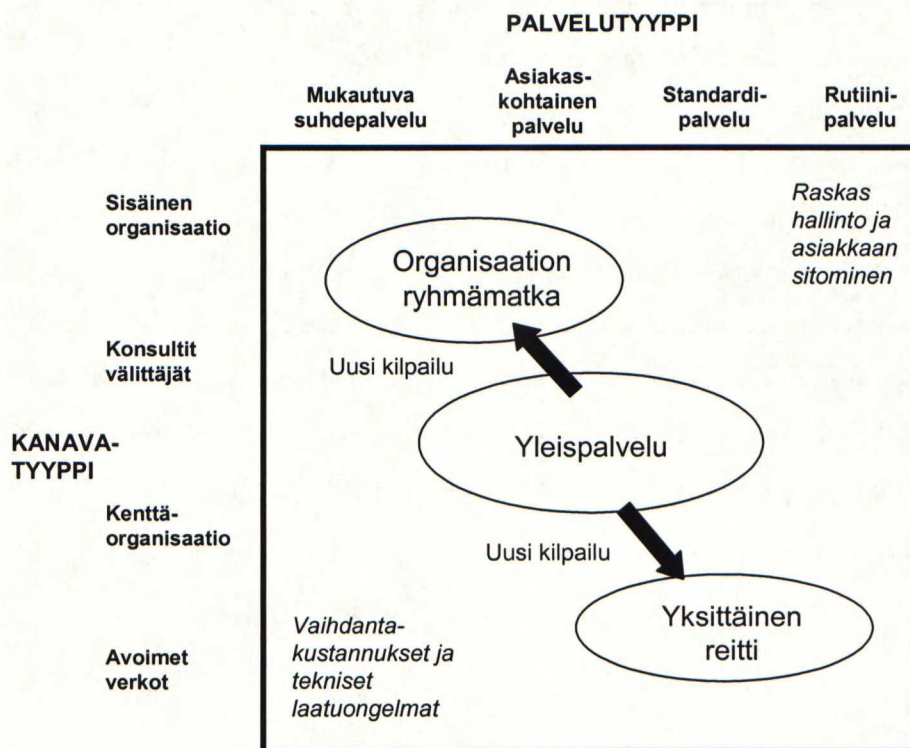 PALVELUTYYPPI
Mukautuva
suhdepalvelu
Asiakas-
kohtainen
palvelu
Standardi-
palvelu
Rutiini-
palvelu
Sisäinen
organisaatio
Raskas
hallinto ja
asiakkaan
sitominen
Organisaation
ryhmämatka
Konsultit
välittäjät
Uusi kilpailu
KANAVA-
TYYPPI
Yleispalvelu
Kenttä-
organisaatio
Uusi kilpailu
Yksittäinen
reitti
Avoimet
verkot
Vaihdanta-
kustannukset ja
tekniset
laatuongelmat